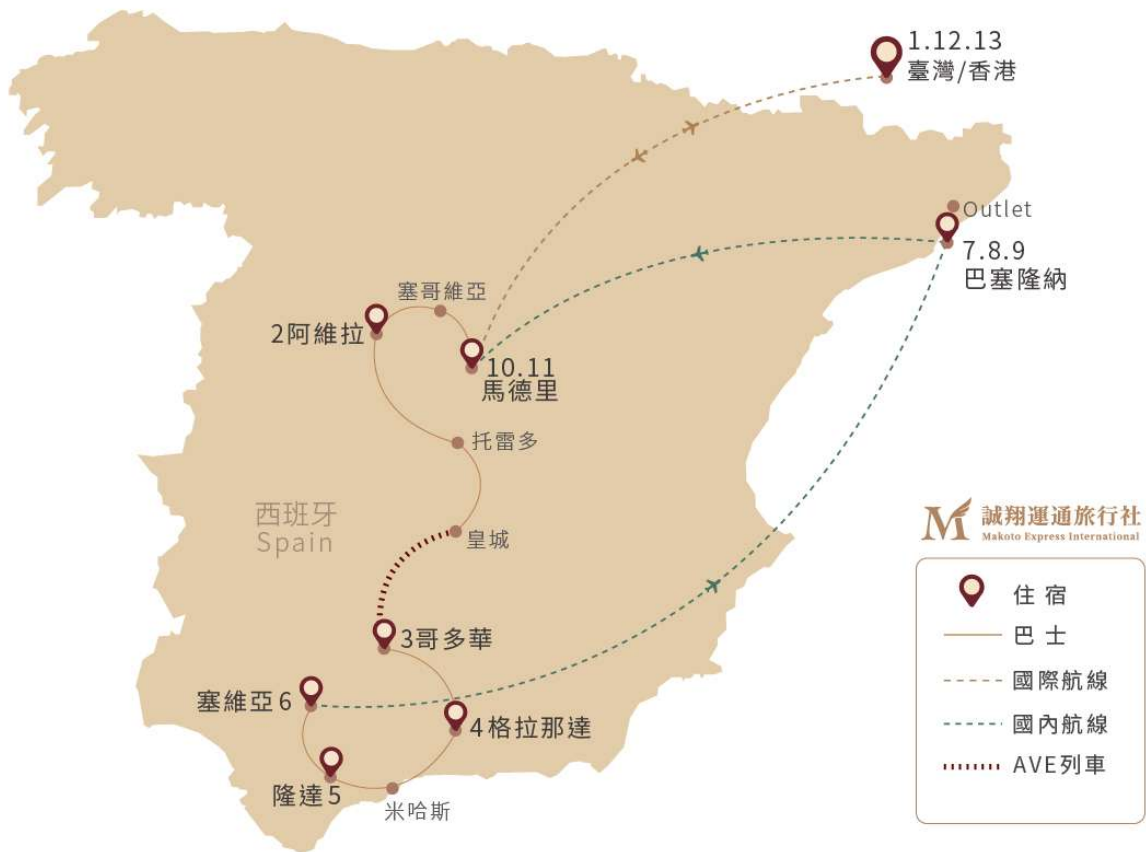 1.12.13
臺灣/香港
Outlet
7.8.9
巴塞隆納
塞哥維亞
2阿維拉
10.11
馬德里
托雷多
西班牙
Spain
皇城
3哥多華
塞維亞6
4格拉那達
隆達5
米哈斯
M 誠翔運通旅行社
Makoto Express International
住宿
巴士
國際航線
國內航線
AVE列車